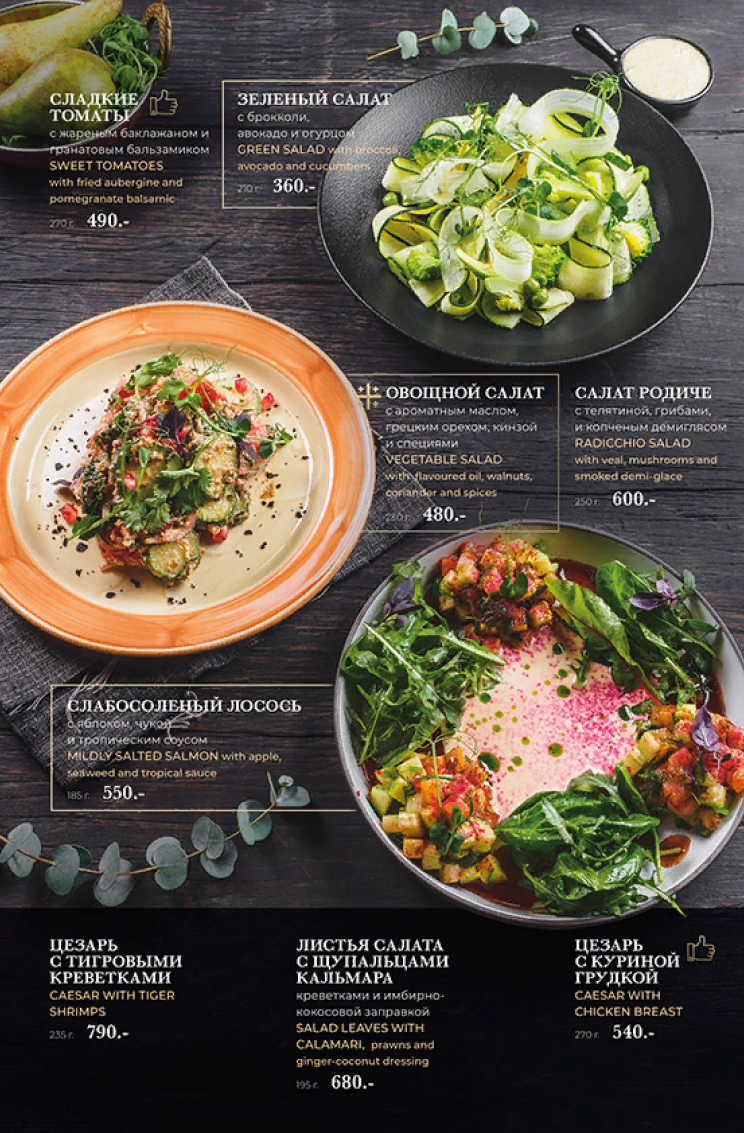 СЛАДКИЕ
ТОМАТЫ
с жареным баклажаном и
гранатовым бальзамиком
SWEET TOMATOES
with fried aubergine and
pomegranate balsamic
270 г. 490.-
ЗЕЛЕНЫЙ САЛАТ
с брокколи,
авокадо и огурцом
GREEN SALAD with broccoli,
avocado and cucumbers
210 г. 360.-
ОВОЩНОЙ САЛАТ
с ароматным маслом,
грецким орехом, кинзой
и специями
VEGETABLE SALAD
with flavoured oil, walnuts,
coriander and spices
280 г. 480.-
САЛАТ РОДИЧЕ
с телятиной, грибами,
и копченым демиглясом
RADICCHIO SALAD
with veal, mushrooms and
smoked demi-glace
250 г. 600.-
СЛАБОСОЛЕНЫЙ ЛОСОСЬ
с яблоком, чукой
и тропическим соусом
MILDLY SALTED SALMON with apple,
seaweed and tropical sauce
185 г. 550.-
ЦЕЗАРЬ
С ТИГРОВЫМИ
КРЕВЕТКАМИ
CAESAR WITH TIGER
SHRIMPS
235 г. 790.-
ЛИСТЬЯ САЛАТА
С ЩУПАЛЬЦАМИ
КАЛЬМАРА
креветками и имбирно-
кокосовой заправкой
SALAD LEAVES WITH
CALAMARI, prawns and
ginger-coconut dressing
195 г. 680.-
ЦЕЗАРЬ
С КУРИНОЙ
ГРУДКОЙ
CAESAR WITH
CHICKEN BREAST
270 г. 540.-